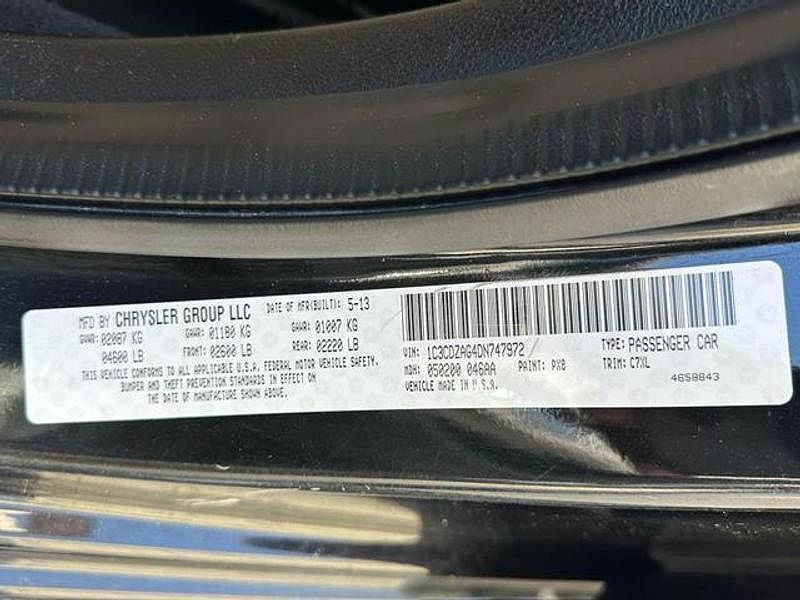 MFD BY CHRYSLER GROUP LLC DATE OF MFR(BUILT): 5-13
GVWR: 02087 KG GAWR: 01180 KG GAWR: 01007 KG
04600 LB FRONT: 02600 LB REAR: 02220 LB
THIS VEHICLE CONFORMS TO ALL APPLICABLE U.S.A. FEDERAL MOTOR VEHICLE SAFETY,
BUMPER AND THEFT PREVENTION STANDARDS IN EFFECT ON
THE DATE OF MANUFACTURE SHOWN ABOVE.
VIN: 1C3CDZAG4DN747972 TYPE: PASSENGER CAR
MDH: 050200 046AA PAINT: PX8 TRIM: C7XL
VEHICLE MADE IN U.S.A. 4658843